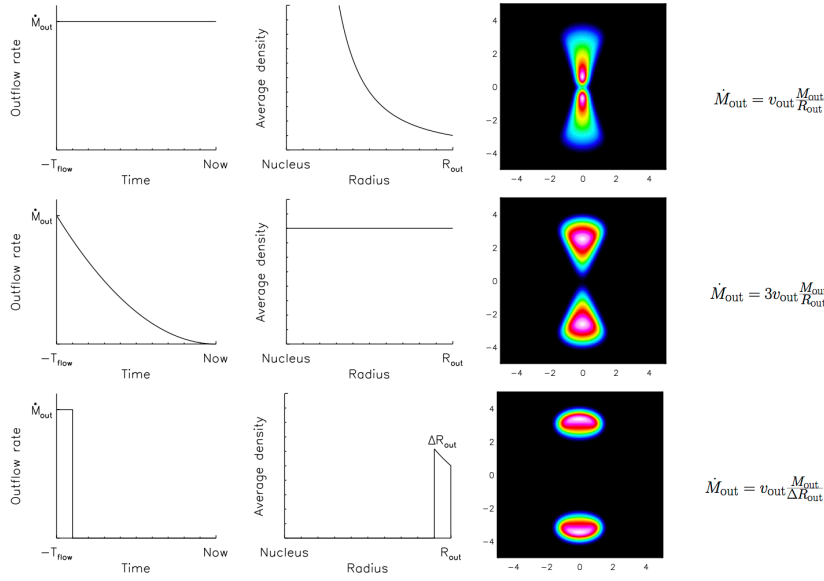 Ṁout
Outflow rate
−Tflow
Now
Time
Average density
Nucleus
Rout
Radius
4
2
0
−2
−4
−4 −2 0 2 4
Ṁout = vout Mout/Rout
Ṁout
Outflow rate
−Tflow
Now
Time
Average density
Nucleus
Rout
Radius
4
2
0
−2
−4
−4 −2 0 2 4
Ṁout = 3vout Mout/Rout
Ṁout
Outflow rate
−Tflow
Now
Time
Average density
ΔRout
Nucleus
Rout
Radius
4
2
0
−2
−4
−4 −2 0 2 4
Ṁout = vout Mout/ΔRout